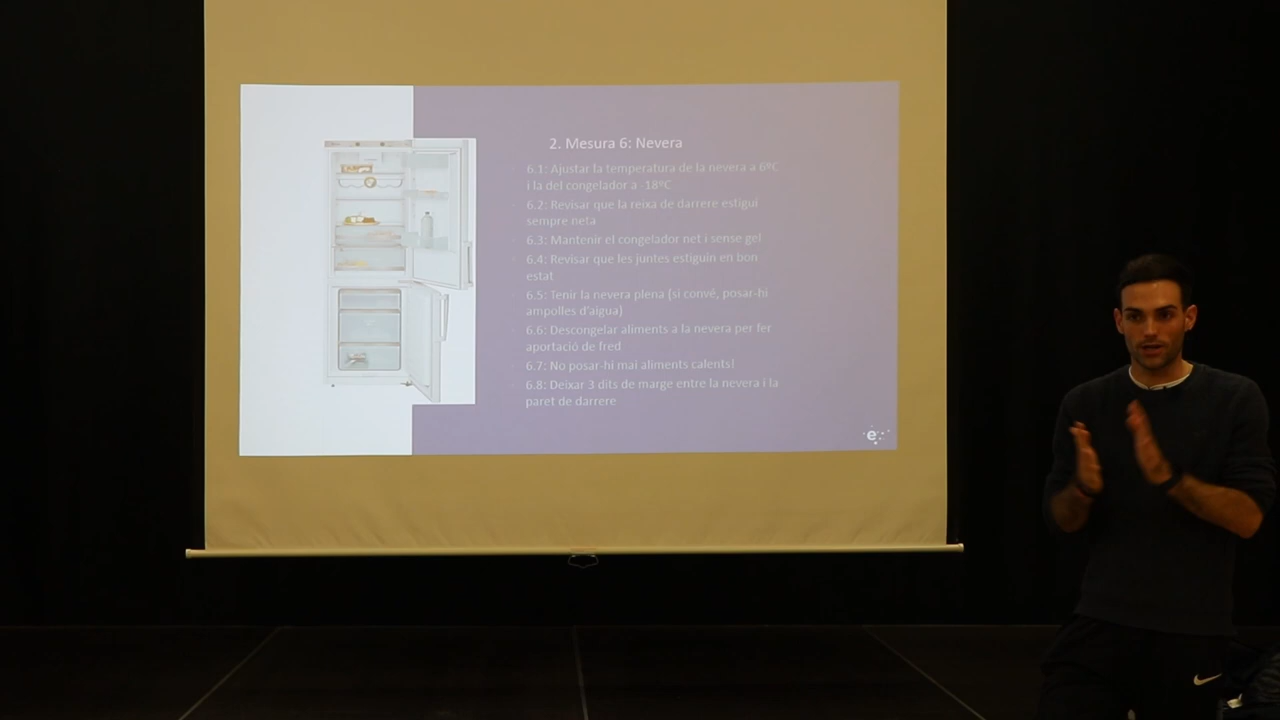 2. Mesura 6: Nevera
6.1: Ajustar la temperatura de la nevera a 6ºC
i la del congelador a -18ºC
6.2: Revisar que la reixa de darrere estigui
sempre neta
6.3: Mantenir el congelador net i sense gel
6.4: Revisar que les juntes estiguin en bon
estat
6.5: Tenir la nevera plena (si convé, posar-hi
ampolles d'aigua)
6.6: Descongelar aliments a la nevera per fer
aportació de fred
6.7: No posar-hi mai aliments calents!
6.8: Deixar 3 dits de marge entre la nevera i la
paret de darrere
e